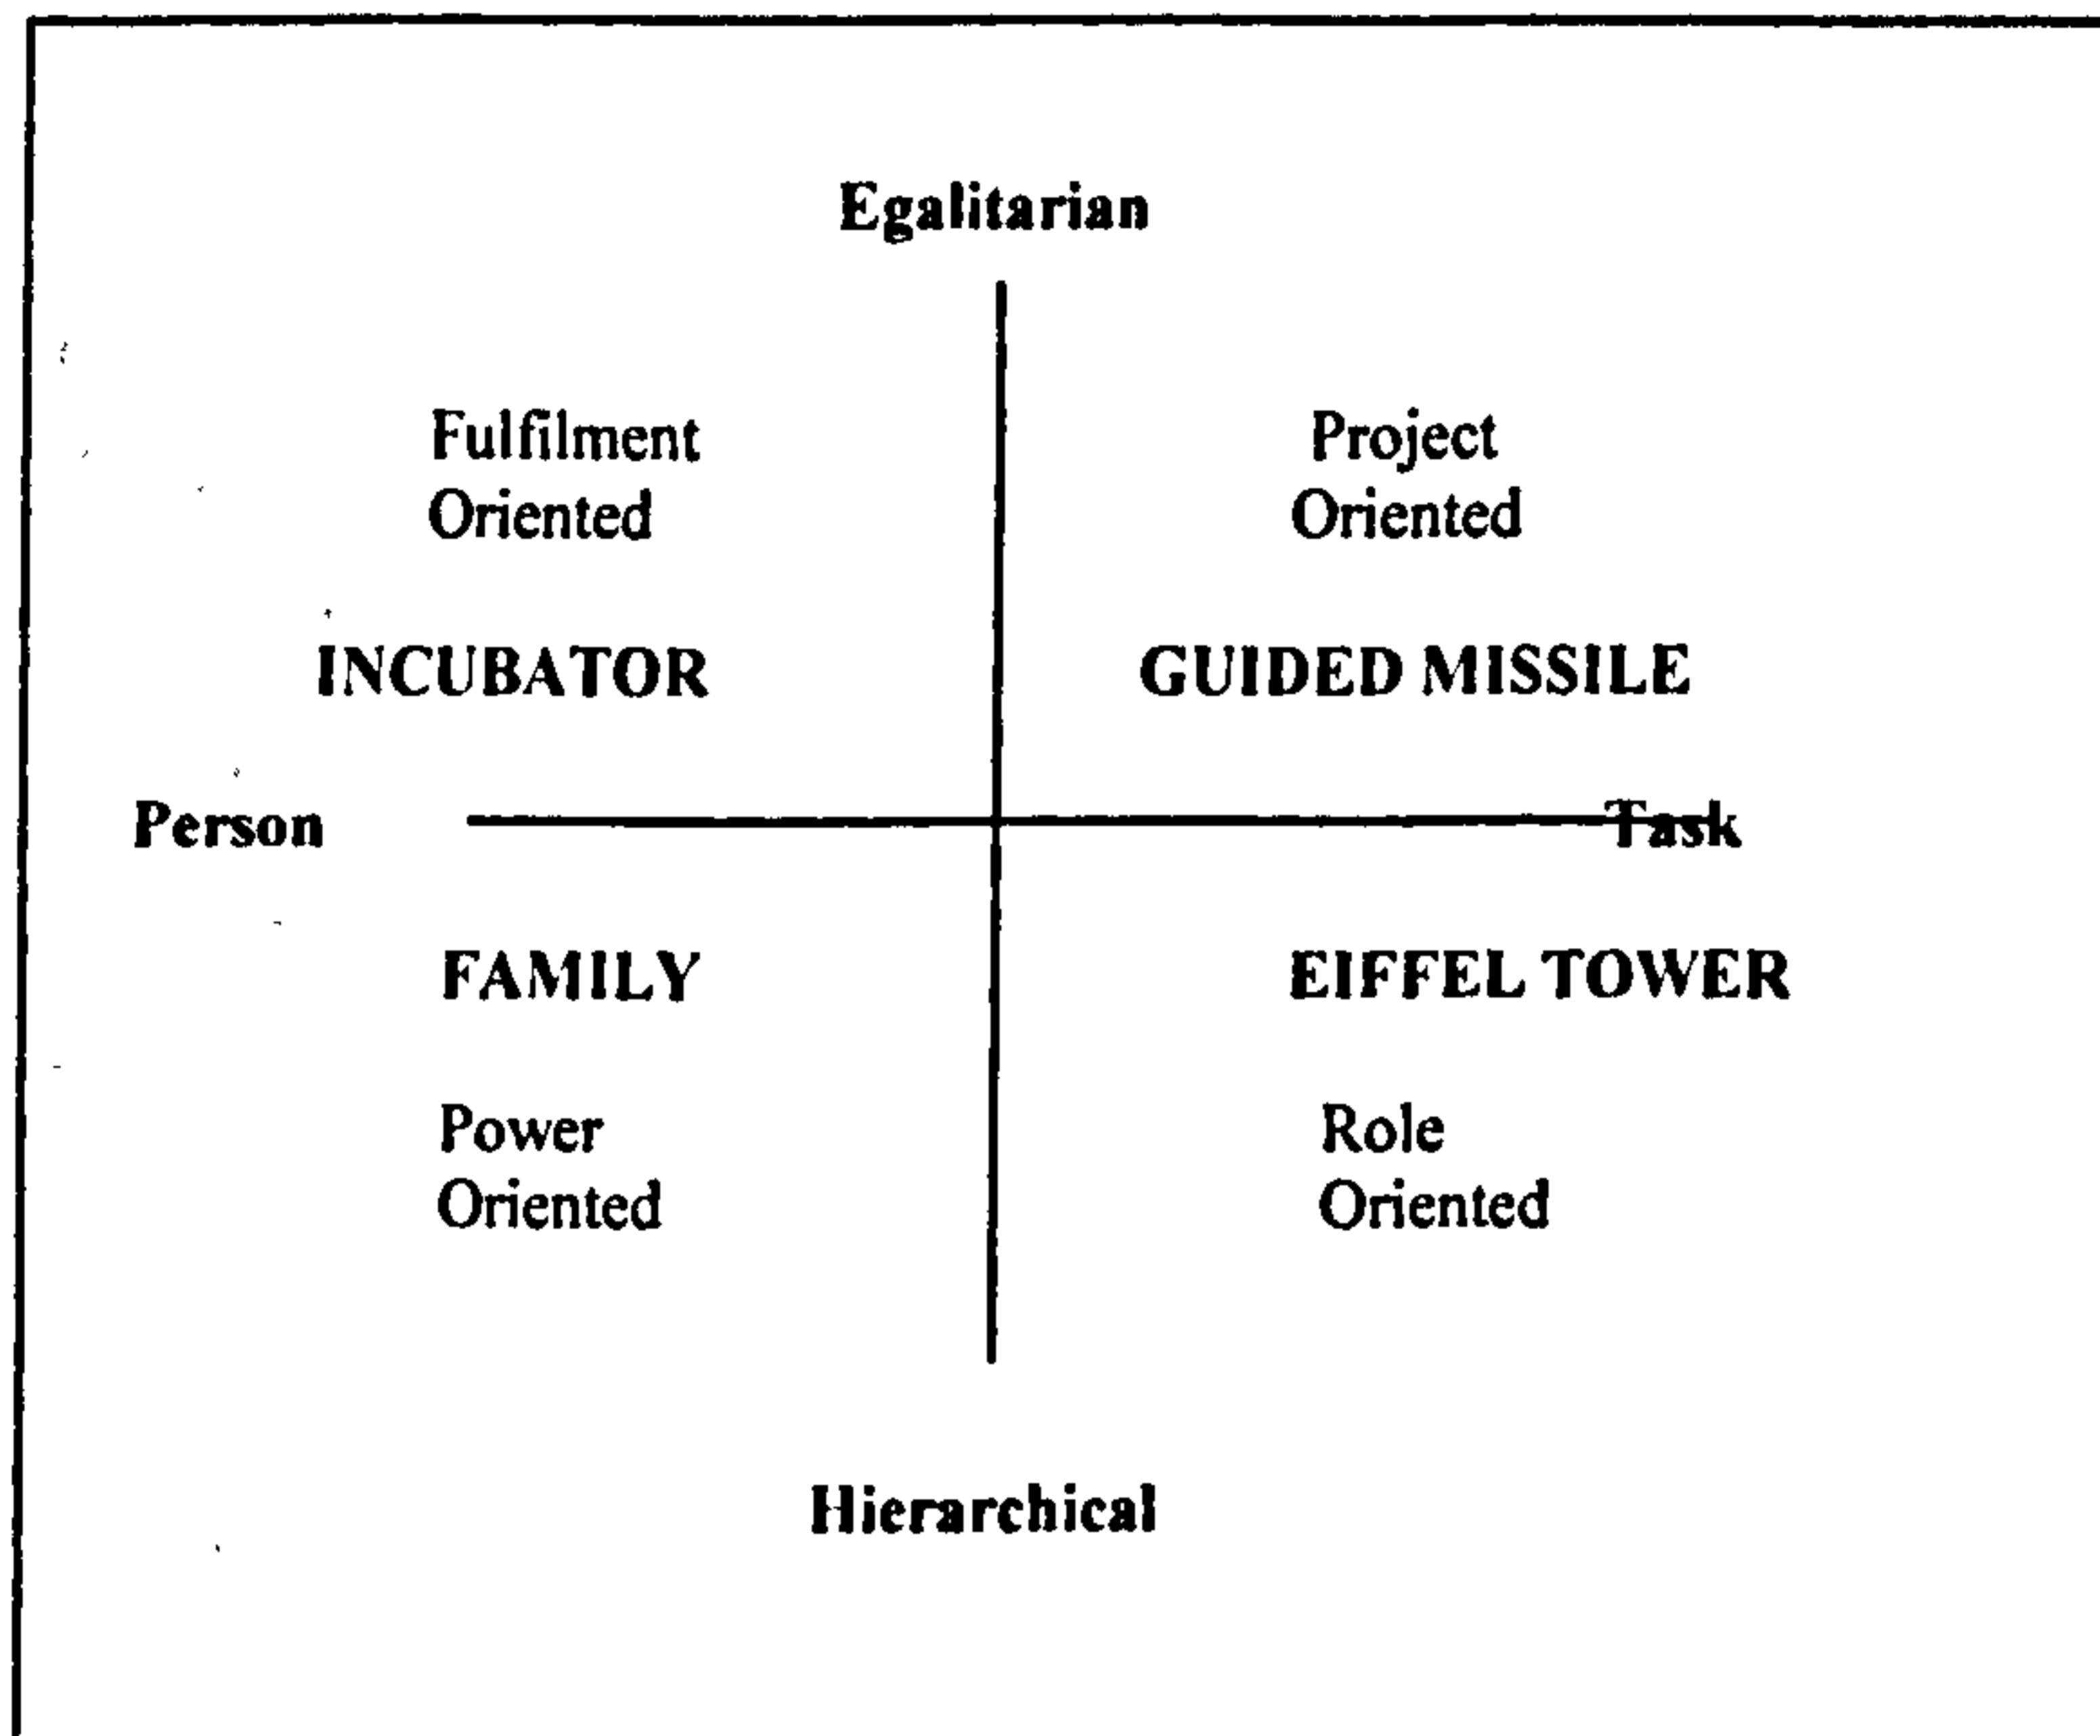 Egalitarian
Fulfilment
Oriented
Project
Oriented
INCUBATOR
GUIDED MISSILE
Person
Task
FAMILY
EIFFEL TOWER
Power
Oriented
Role
Oriented
Hierarchical